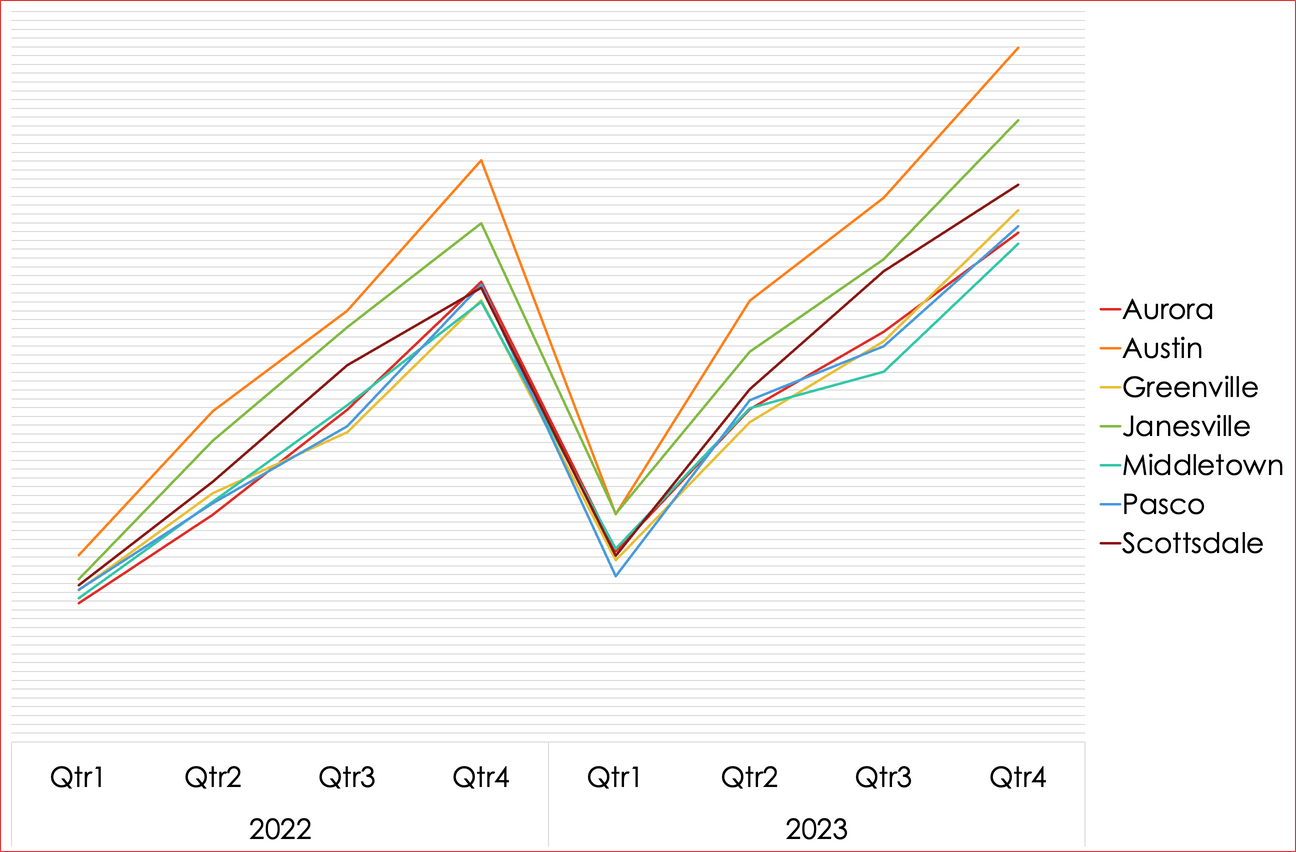 Qtr1 Qtr2 Qtr3 Qtr4 Qtr1 Qtr2 Qtr3 Qtr4
2022 2023
Aurora
Austin
Greenville
Janesville
Middletown
Pasco
Scottsdale